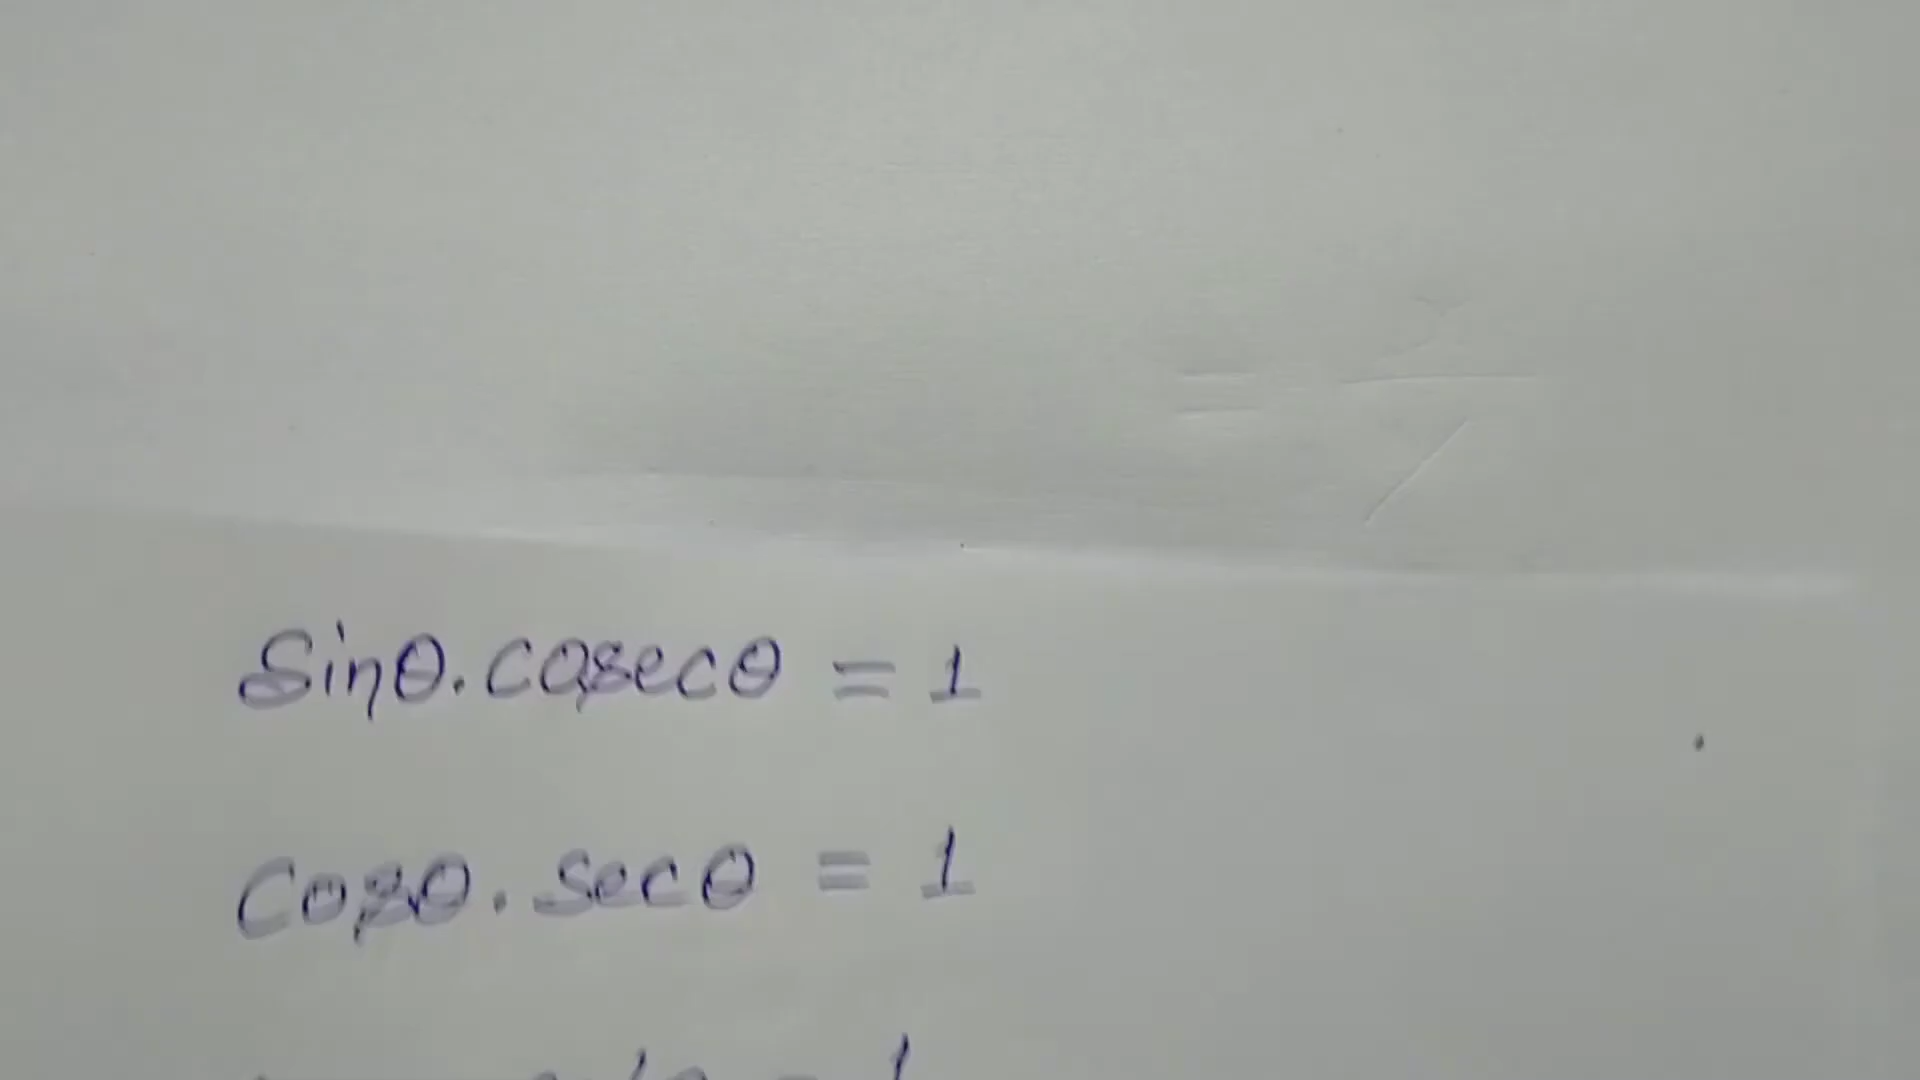 Sinθ.cosecθ = 1
Cosθ.secθ = 1